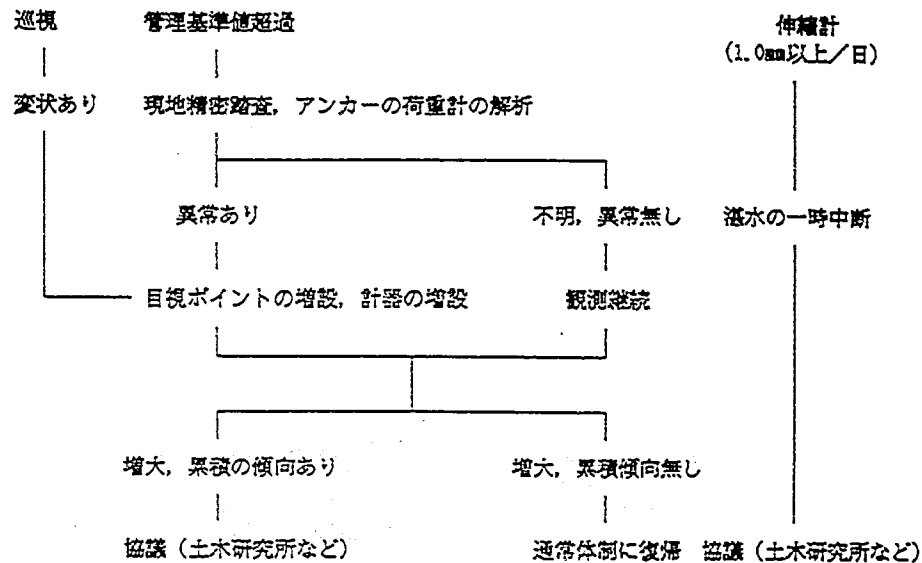 巡視　管理基準値超過　伸縮計
(1.0mm以上／日)
変状あり　現地精密踏査，アンカーの荷重計の解析
異常あり　不明，異常無し　湛水の一時中断
目視ポイントの増設，計器の増設　観測継続
増大，累積の傾向あり　増大，累積傾向無し
協議（土木研究所など）　通常体制に復帰　協議（土木研究所など）